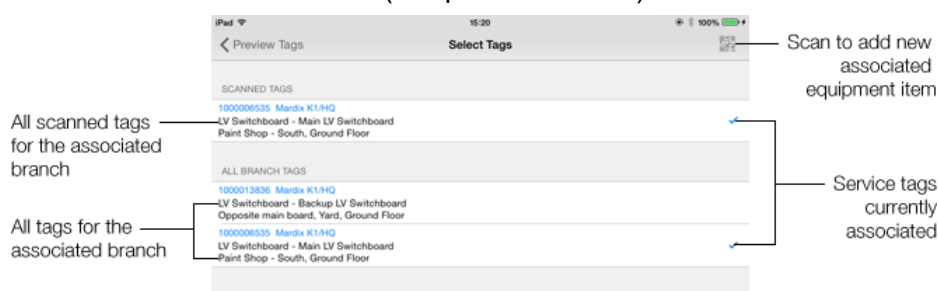 iPad 15:20 100%
Preview Tags Select Tags
Scan to add new
associated
equipment item
SCANNED TAGS
1000006535 Mardix K1/HQ
LV Switchboard - Main LV Switchboard
Paint Shop - South, Ground Floor
All scanned tags
for the associated
branch
ALL BRANCH TAGS
1000013836 Mardix K1/HQ
LV Switchboard - Backup LV Switchboard
Opposite main board, Yard, Ground Floor
1000006535 Mardix K1/HQ
LV Switchboard - Main LV Switchboard
Paint Shop - South, Ground Floor
All tags for the
associated branch
Service tags
currently
associated